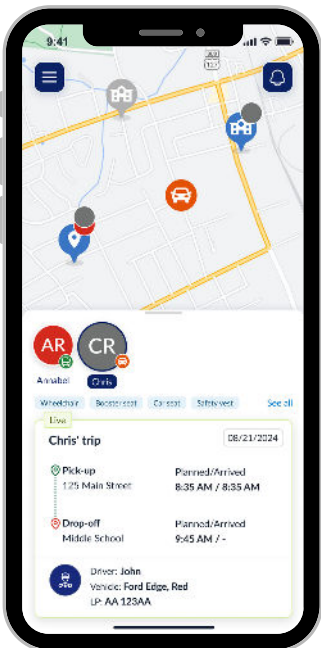 9:41
AR
CR
Annabel
Chris
Wheelchair Booster seat Car seat Safety vest See all
Live
Chris' trip 08/21/2024
Pick-up Planned/Arrived
125 Main Street 8:35 AM / 8:35 AM
Drop-off Planned/Arrived
Middle School 9:45 AM / -
Driver: John
Vehicle: Ford Edge, Red
LP: AA 123AA